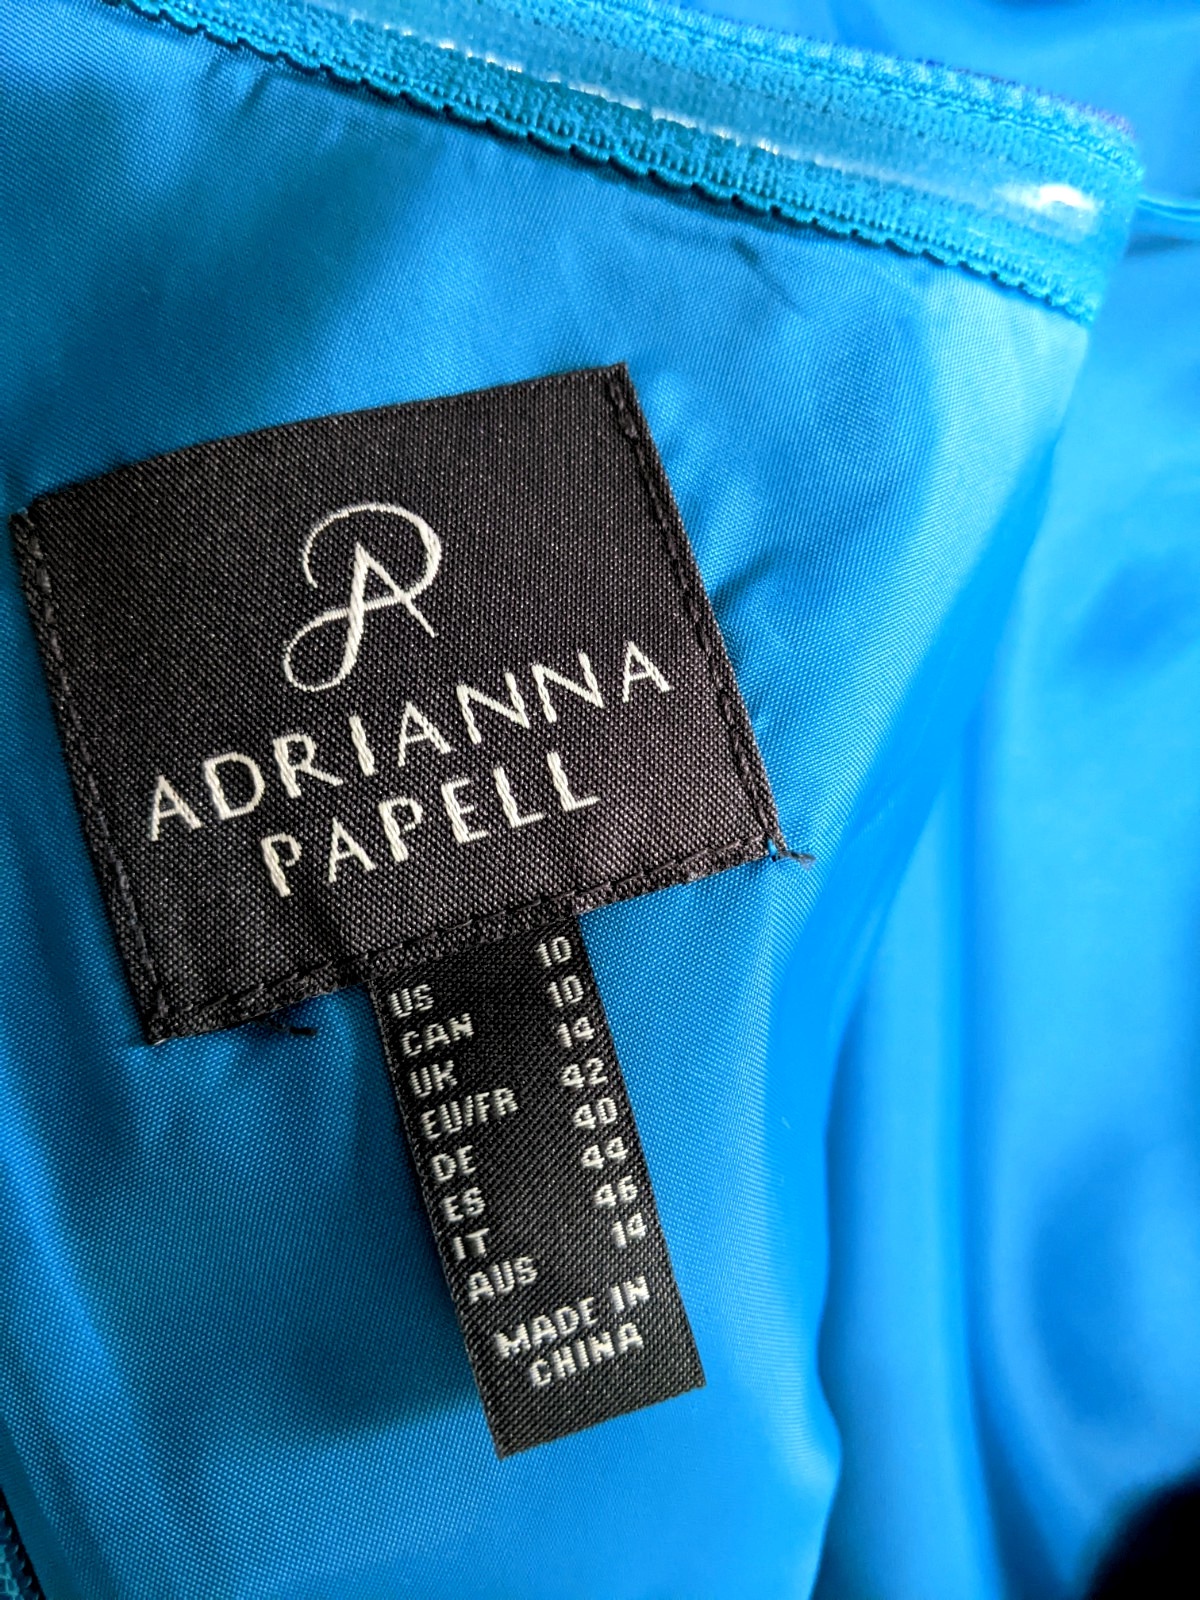 AP
ADRIANNA
PAPELL
US 10
CAN 10
UK 14
EU/FR 42
DE 40
ES 44
IT 46
AUS 14
MADE IN
CHINA